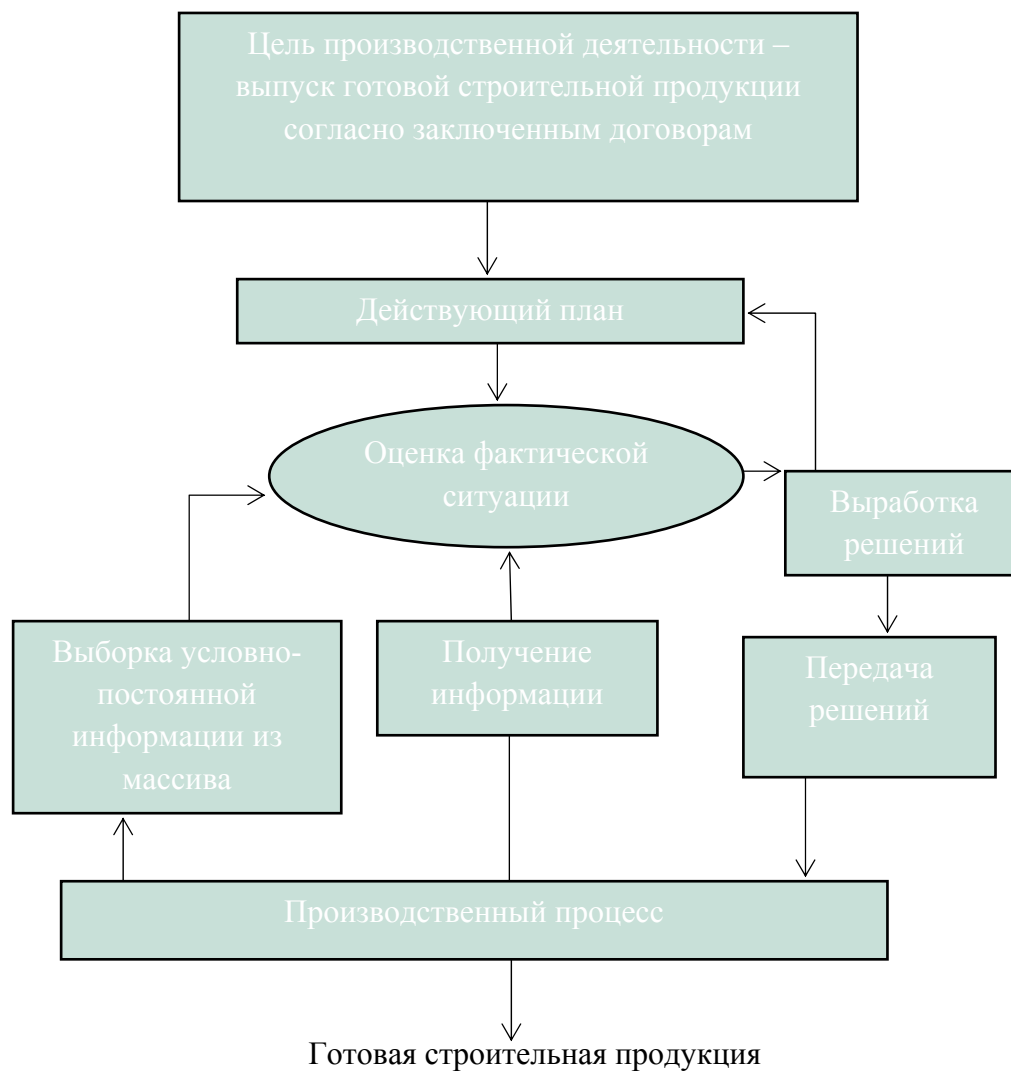 Цель производственной деятельности –
выпуск готовой строительной продукции
согласно заключенным договорам
Действующий план
Оценка фактической
ситуации
Выработка
решений
Выборка условно-
постоянной
информации из
массива
Получение
информации
Передача
решений
Производственный процесс
Готовая строительная продукция